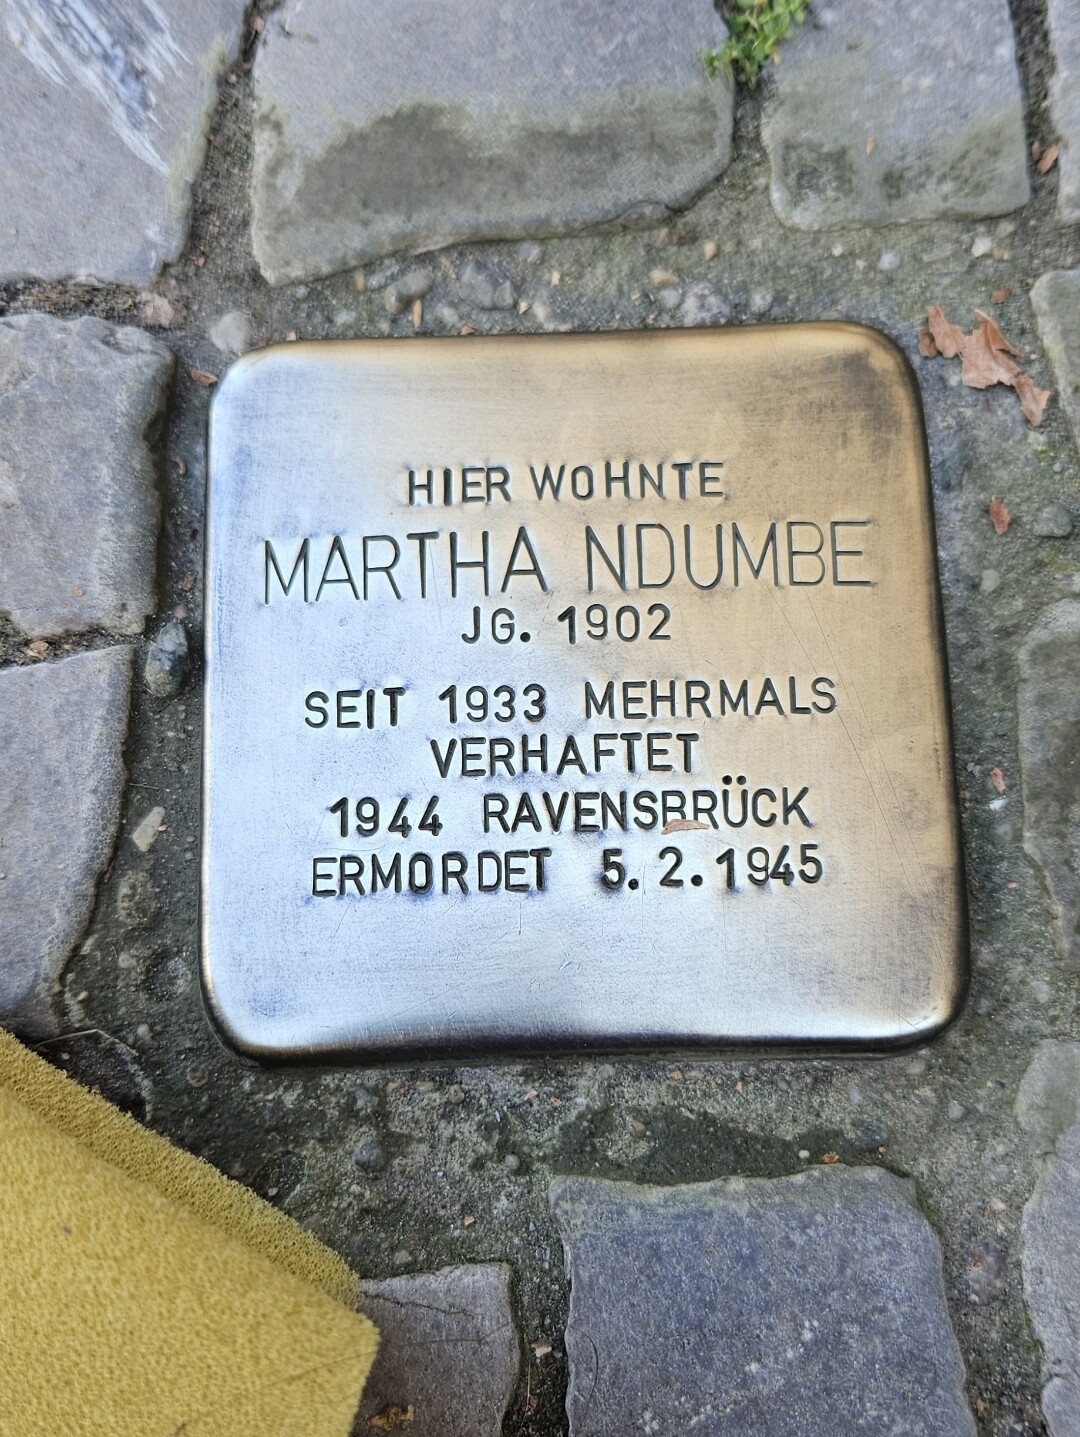 HIER WOHNTE
MARTHA NDUMBE
JG. 1902
SEIT 1933 MEHRMALS
VERHAFTET
1944 RAVENSBRÜCK
ERMORDET 5.2.1945